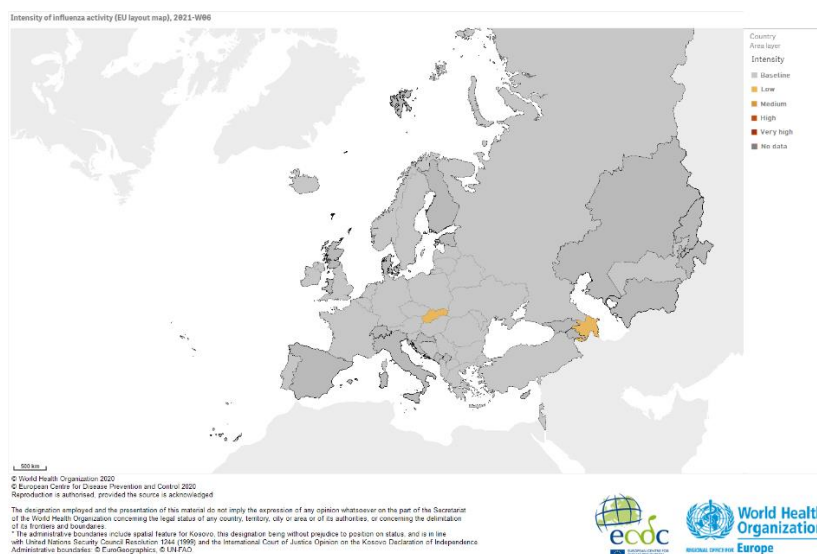 Intensity of influenza activity (EU layout map), 2021-W06
Country
Area layer
Intensity
Baseline
Low
Medium
High
Very high
No data
500 km
© World Health Organization 2020
© European Centre for Disease Prevention and Control 2020
Reproduction is authorised, provided the source is acknowledged
The designation employed and the presentation of this material do not imply the expression of any opinion whatsoever on the part of the Secretariat
of the World Health Organization concerning the legal status of any country, territory, city or area or of its authorities, or concerning the delimitation
of its frontiers and boundaries.
* The administrative boundaries include spatial feature for Kosovo, this designation being without prejudice to position on status, and is in line
with United Nations Security Council Resolution 1244 (1999) and the International Court of Justice Opinion on the Kosovo Declaration of Independence
Administrative boundaries: © EuroGeographics, © UN-FAO.
ecdc
EUROPEAN CENTRE FOR
World Health
Organization
REGIONAL OFFICE FOR Europe